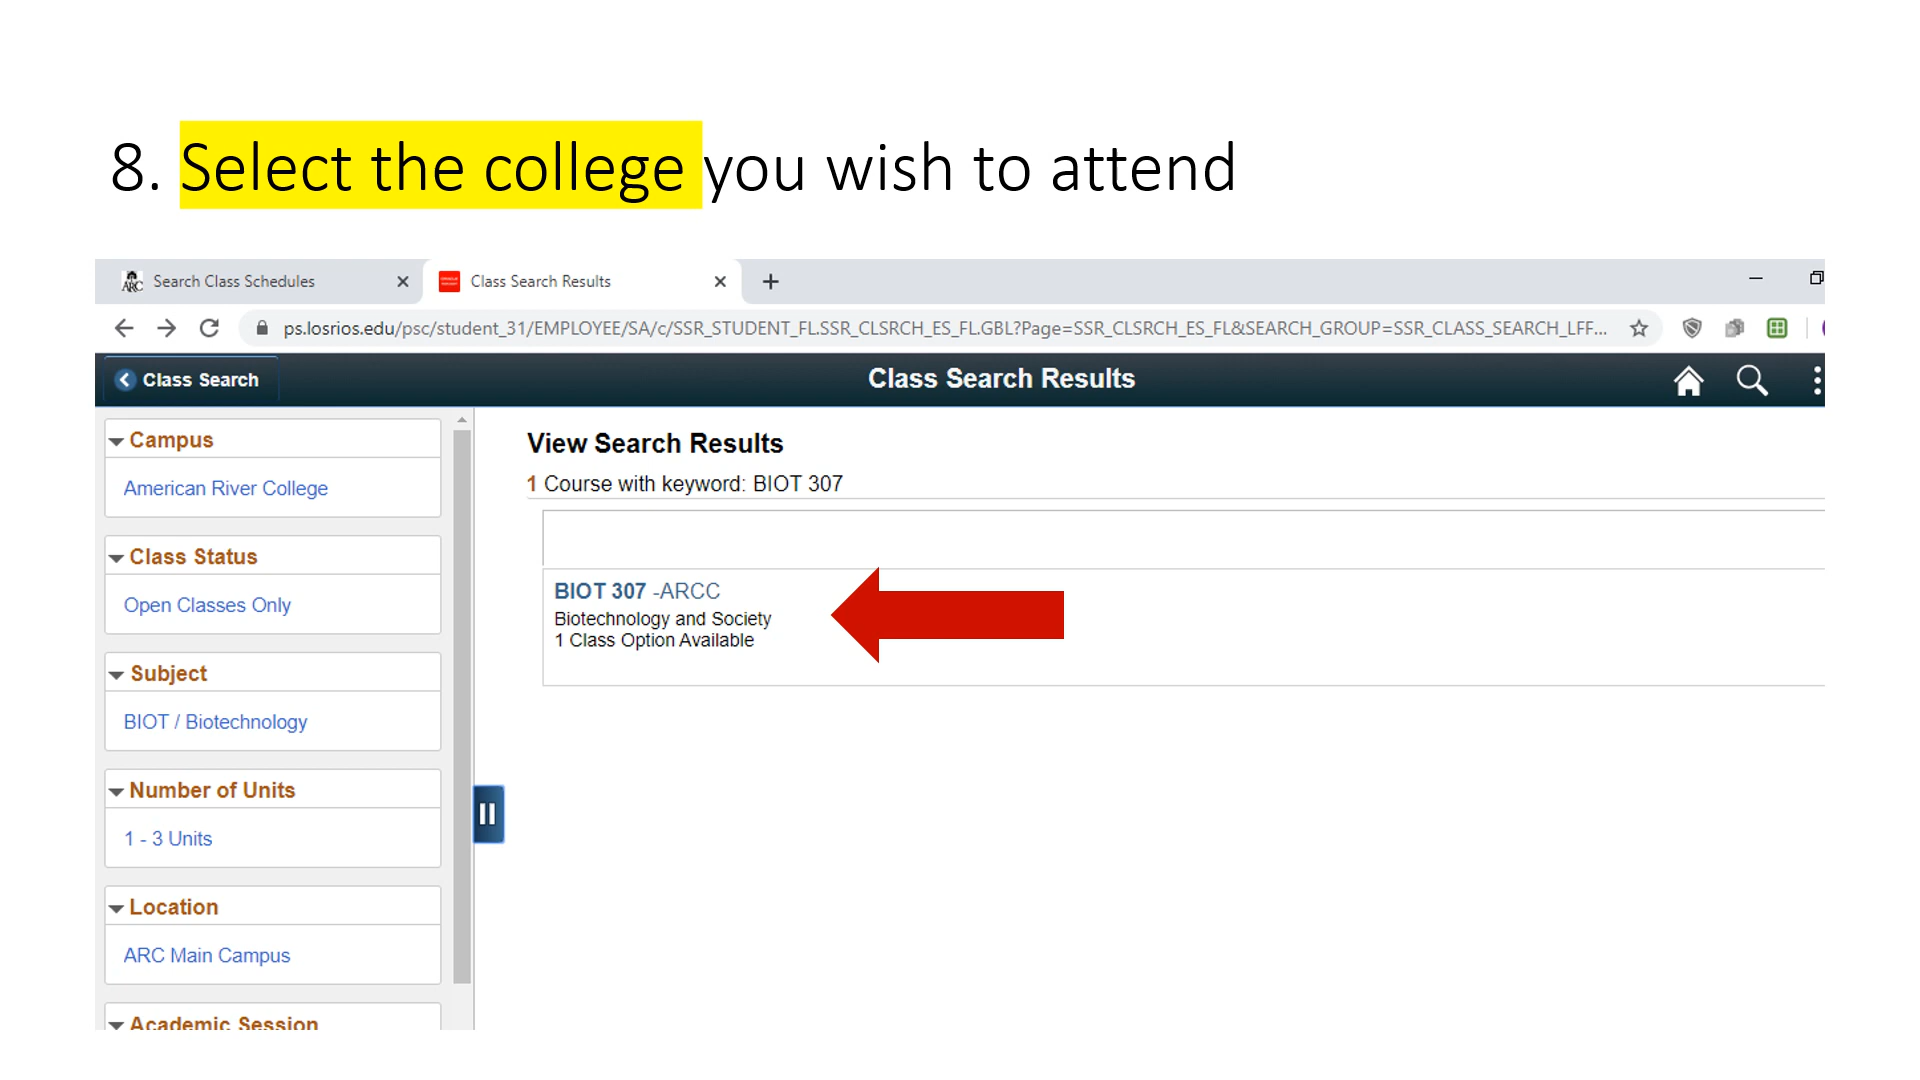 8. Select the college you wish to attend
ARC Search Class Schedules
Class Search Results
ps.losrios.edu/psc/student_31/EMPLOYEE/SA/c/SSR_STUDENT_FL.SSR_CLSRCH_ES_FL.GBL?Page=SSR_CLSRCH_ES_FL&SEARCH_GROUP=SSR_CLASS_SEARCH_LFF...
Class Search
Class Search Results
Campus
American River College
Class Status
Open Classes Only
Subject
BIOT / Biotechnology
Number of Units
1 - 3 Units
Location
ARC Main Campus
Academic Session
View Search Results
1 Course with keyword: BIOT 307
BIOT 307 -ARCC
Biotechnology and Society
1 Class Option Available